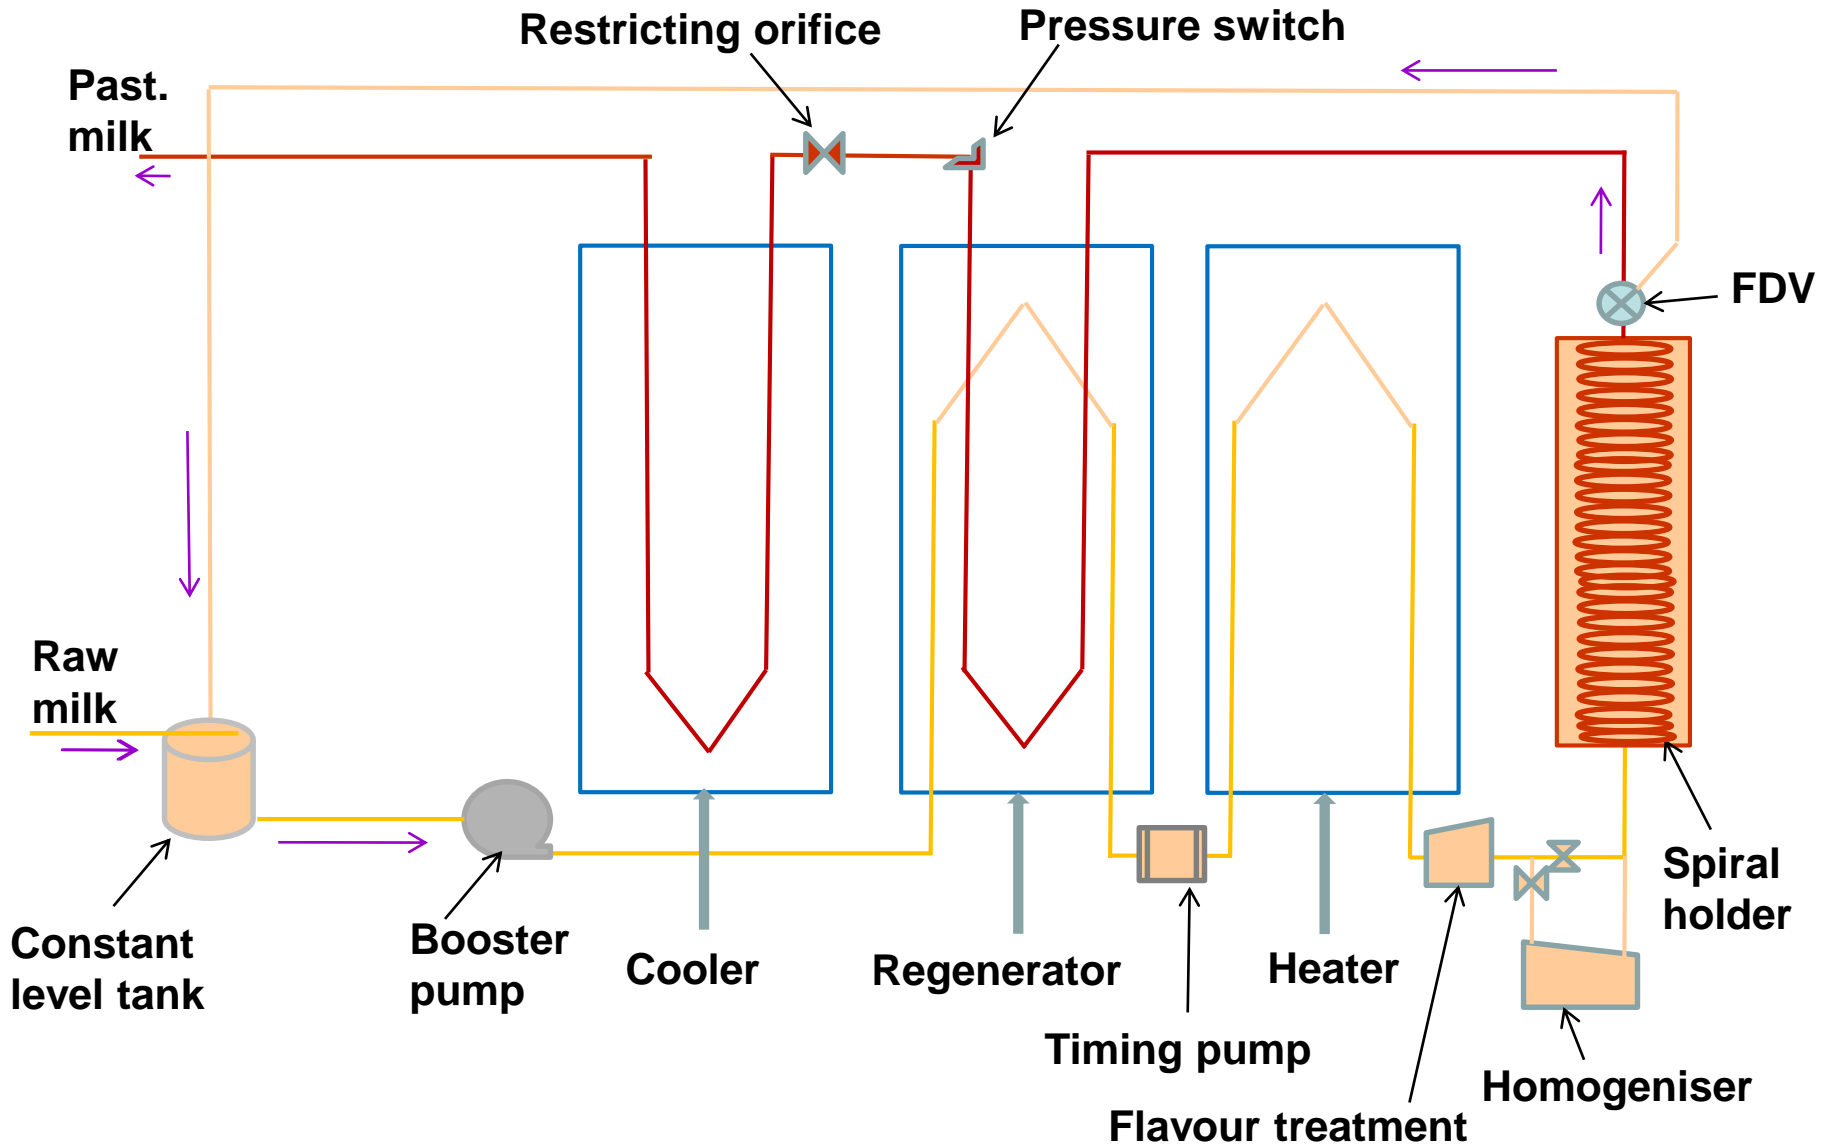 Restricting orifice
Pressure switch
Past.
milk
FDV
Raw
milk
Spiral
holder
Constant
level tank
Booster
pump
Cooler
Regenerator
Heater
Timing pump
Homogeniser
Flavour treatment